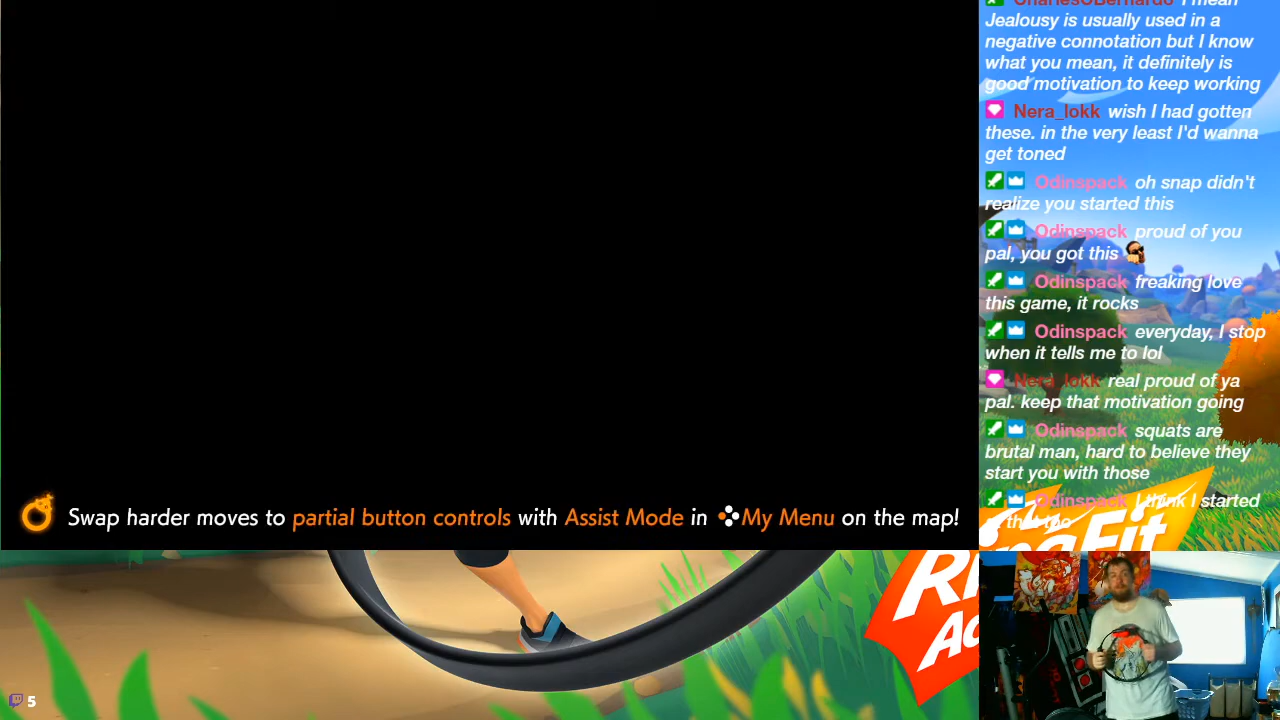 CharlesCBernardo I mean
Jealousy is usually used in a
negative connotation but I know
what you mean, it definitely is
good motivation to keep working
Nera_lokk wish I had gotten
these. in the very least I'd wanna
get toned
Odinspack oh snap didn't
realize you started this
Odinspack proud of you
pal, you got this
Odinspack freaking love
this game, it rocks
Odinspack everyday, I stop
when it tells me to lol
Nera_lokk real proud of ya
pal. keep that motivation going
Odinspack squats are
brutal man, hard to believe they
start you with those
Odinspack I think I started
at that too
Swap harder moves to partial button controls with Assist Mode in My Menu on the map!
5